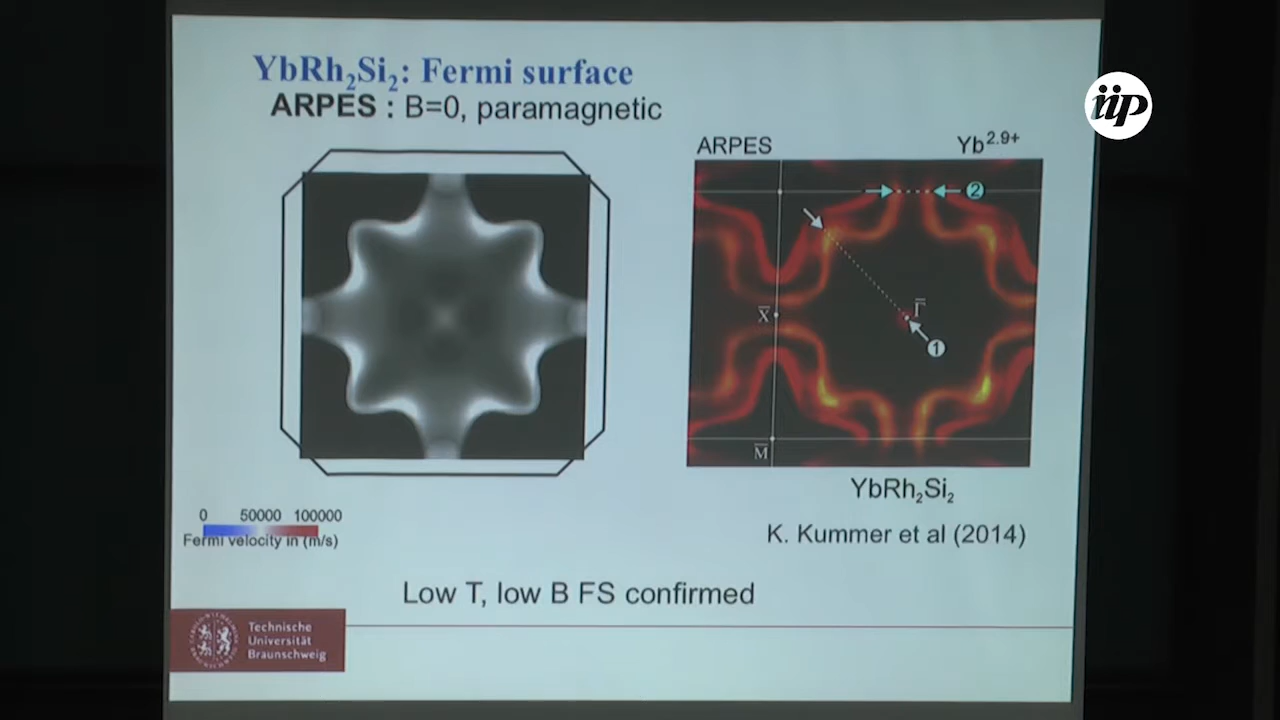 YbRh₂Si₂: Fermi surface
ARPES : B=0, paramagnetic
iip
ARPES
Yb²·⁹⁺
2
X̅
Γ̅
1
M̅
YbRh₂Si₂
0 50000 100000
Fermi velocity in (m/s)
K. Kummer et al (2014)
Low T, low B FS confirmed
Technische
Universität
Braunschweig